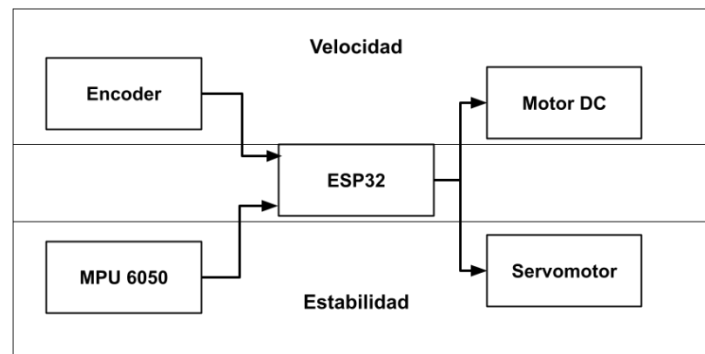 Velocidad
Encoder
Motor DC
ESP32
MPU 6050
Servomotor
Estabilidad